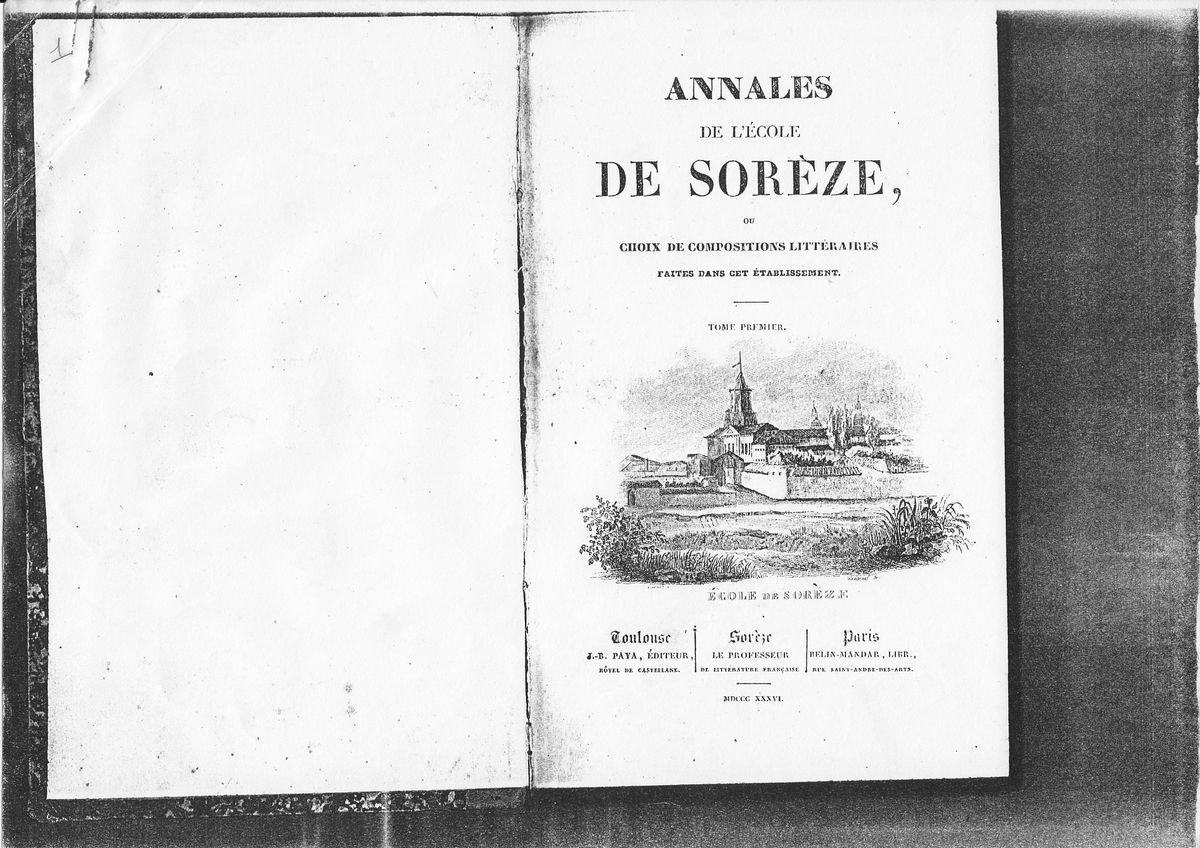 1
ANNALES
DE L'ÉCOLE
DE SORÈZE,
OU
CHOIX DE COMPOSITIONS LITTÉRAIRES
FAITES DANS CET ÉTABLISSEMENT.
TOME PREMIER.
ÉCOLE DE SORÈZE
Toulouse
J.-B. PAYA, ÉDITEUR,
HÔTEL DE CASTELLANE.
Sorèze
LE PROFESSEUR
DE LITTÉRATURE FRANÇAISE
Paris
BELIN-MANDAR, LIBR.,
RUE SAINT-ANDRE-DES-ARTS.
MDCCC XXXVI.